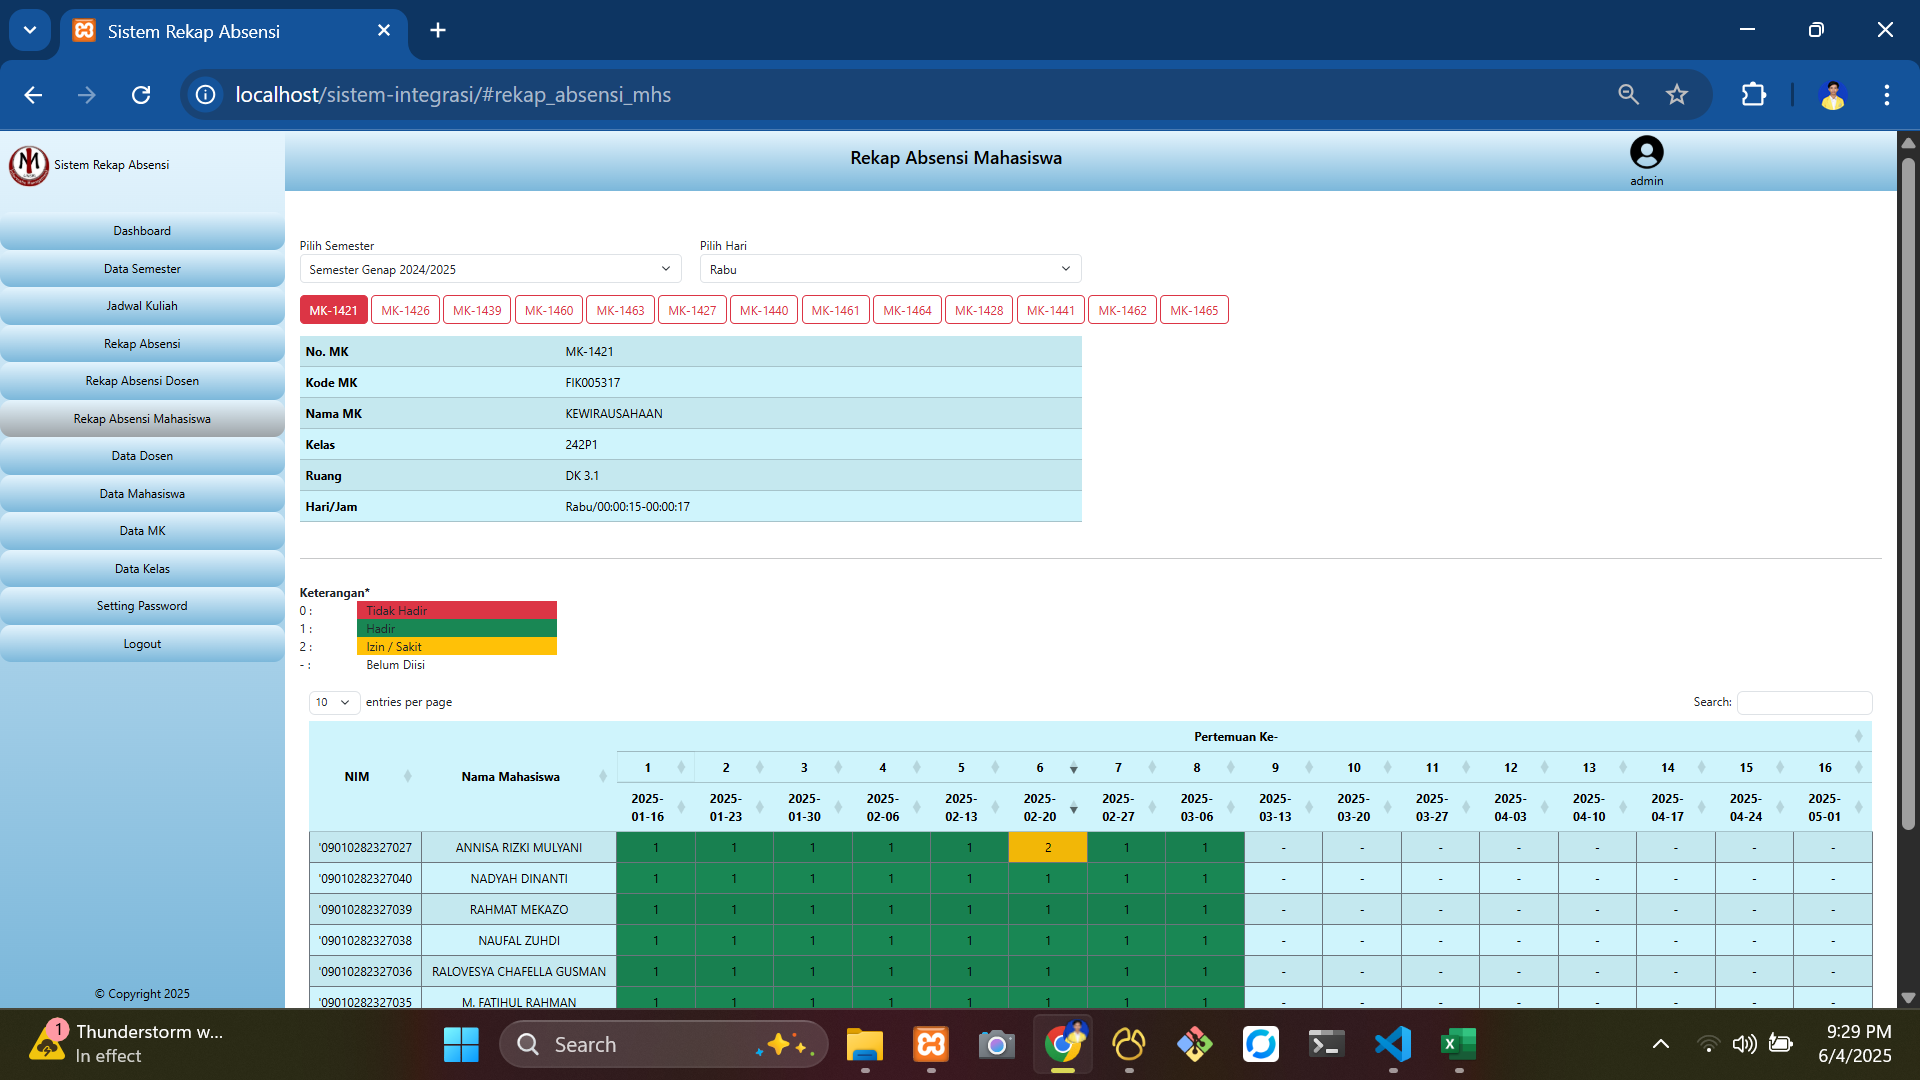 Sistem Rekap Absensi
localhost/sistem-integrasi/#rekap_absensi_mhs
Sistem Rekap Absensi
Rekap Absensi Mahasiswa
admin
Dashboard
Data Semester
Jadwal Kuliah
Rekap Absensi
Rekap Absensi Dosen
Rekap Absensi Mahasiswa
Data Dosen
Data Mahasiswa
Data MK
Data Kelas
Setting Password
Logout
© Copyright 2025
Pilih Semester Pilih Hari
Semester Genap 2024/2025 Rabu
MK-1421 MK-1426 MK-1439 MK-1460 MK-1463 MK-1427 MK-1440 MK-1461 MK-1464 MK-1428 MK-1441 MK-1462 MK-1465
No. MK MK-1421
Kode MK FIK005317
Nama MK KEWIRAUSAHAAN
Kelas 242P1
Ruang DK 3.1
Hari/Jam Rabu/00:00:15-00:00:17
Keterangan*
0 : Tidak Hadir
1 : Hadir
2 : Izin / Sakit
- : Belum Diisi
10 entries per page Search:
Pertemuan Ke-
NIM Nama Mahasiswa 1 2 3 4 5 6 7 8 9 10 11 12 13 14 15 16
2025-01-16 2025-01-23 2025-01-30 2025-02-06 2025-02-13 2025-02-20 2025-02-27 2025-03-06 2025-03-13 2025-03-20 2025-03-27 2025-04-03 2025-04-10 2025-04-17 2025-04-24 2025-05-01
'09010282327027 ANNISA RIZKI MULYANI 1 1 1 1 1 2 1 1 - - - - - - - -
'09010282327040 NADYAH DINANTI 1 1 1 1 1 1 1 1 - - - - - - - -
'09010282327039 RAHMAT MEKAZO 1 1 1 1 1 1 1 1 - - - - - - - -
'09010282327038 NAUFAL ZUHDI 1 1 1 1 1 1 1 1 - - - - - - - -
'09010282327036 RALOVESYA CHAFELLA GUSMAN 1 1 1 1 1 1 1 1 - - - - - - - -
'09010282327035 M. FATIHUL RAHMAN 1 1 1 1 1 1 1 1 - - - - - - - -
1 Thunderstorm w...
In effect
Search
9:29 PM
6/4/2025